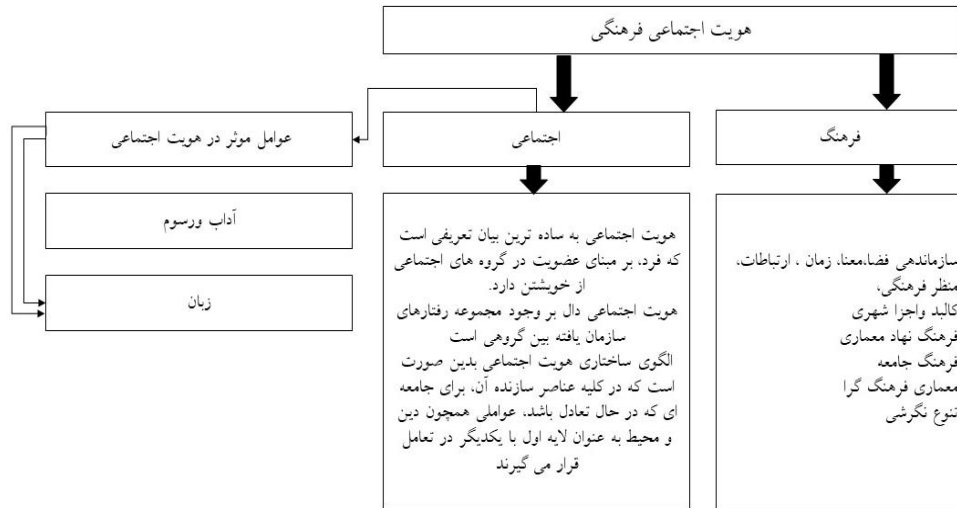 هویت اجتماعی فرهنگی
فرهنگ
اجتماعی
عوامل موثر در هویت اجتماعی
سازماندهی فضا،معنا، زمان ، ارتباطات،
منظر فرهنگی،
کالبد واجزا شهری
فرهنگ نهاد معماری
فرهنگ جامعه
معماری فرهنگ گرا
تنوع نگرشی
هویت اجتماعی به ساده ترین بیان تعریفی است
که فرد، بر مبنای عضویت در گروه های اجتماعی
از خویشتن دارد.
هویت اجتماعی دال بر وجود مجموعه رفتارهای
سازمان یافته بین گروهی است
الگوی ساختاری هویت اجتماعی بدین صورت
است که در کلیه عناصر سازنده آن، برای جامعه
ای که در حال تعادل باشد، عواملی همچون دین
و محیط به عنوان لایه اول با یکدیگر در تعامل
قرار می گیرند
آداب ورسوم
زبان